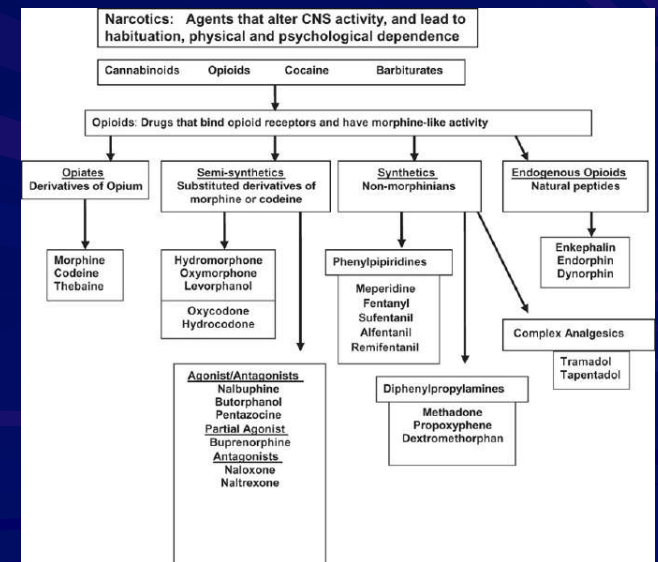 Narcotics: Agents that alter CNS activity, and lead to
habituation, physical and psychological dependence
Cannabinoids Opioids Cocaine Barbiturates
Opioids: Drugs that bind opioid receptors and have morphine-like activity
Opiates
Derivatives of Opium
Semi-synthetics
Substituted derivatives of
morphine or codeine
Synthetics
Non-morphinians
Endogenous Opioids
Natural peptides
Morphine
Codeine
Thebaine
Hydromorphone
Oxymorphone
Levorphanol
Oxycodone
Hydrocodone
Agonist/Antagonists
Nalbuphine
Butorphanol
Pentazocine
Partial Agonist
Buprenorphine
Antagonists
Naloxone
Naltrexone
Phenylpipiridines
Meperidine
Fentanyl
Sufentanil
Alfentanil
Remifentanil
Diphenylpropylamines
Methadone
Propoxyphene
Dextromethorphan
Enkephalin
Endorphin
Dynorphin
Complex Analgesics
Tramadol
Tapentadol